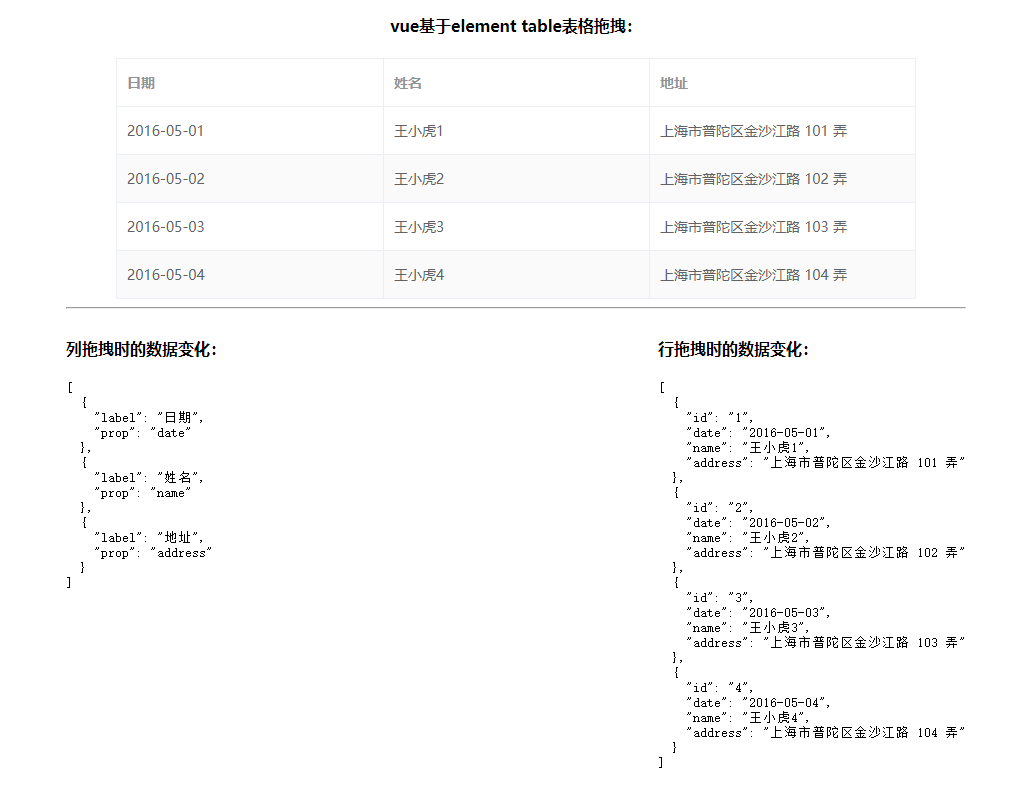 vue基于element table表格拖拽：
日期 姓名 地址
2016-05-01 王小虎1 上海市普陀区金沙江路 101 弄
2016-05-02 王小虎2 上海市普陀区金沙江路 102 弄
2016-05-03 王小虎3 上海市普陀区金沙江路 103 弄
2016-05-04 王小虎4 上海市普陀区金沙江路 104 弄
列拖拽时的数据变化：
[
  {
    "label": "日期",
    "prop": "date"
  },
  {
    "label": "姓名",
    "prop": "name"
  },
  {
    "label": "地址",
    "prop": "address"
  }
]
行拖拽时的数据变化：
[
  {
    "id": "1",
    "date": "2016-05-01",
    "name": "王小虎1",
    "address": "上海市普陀区金沙江路 101 弄"
  },
  {
    "id": "2",
    "date": "2016-05-02",
    "name": "王小虎2",
    "address": "上海市普陀区金沙江路 102 弄"
  },
  {
    "id": "3",
    "date": "2016-05-03",
    "name": "王小虎3",
    "address": "上海市普陀区金沙江路 103 弄"
  },
  {
    "id": "4",
    "date": "2016-05-04",
    "name": "王小虎4",
    "address": "上海市普陀区金沙江路 104 弄"
  }
]